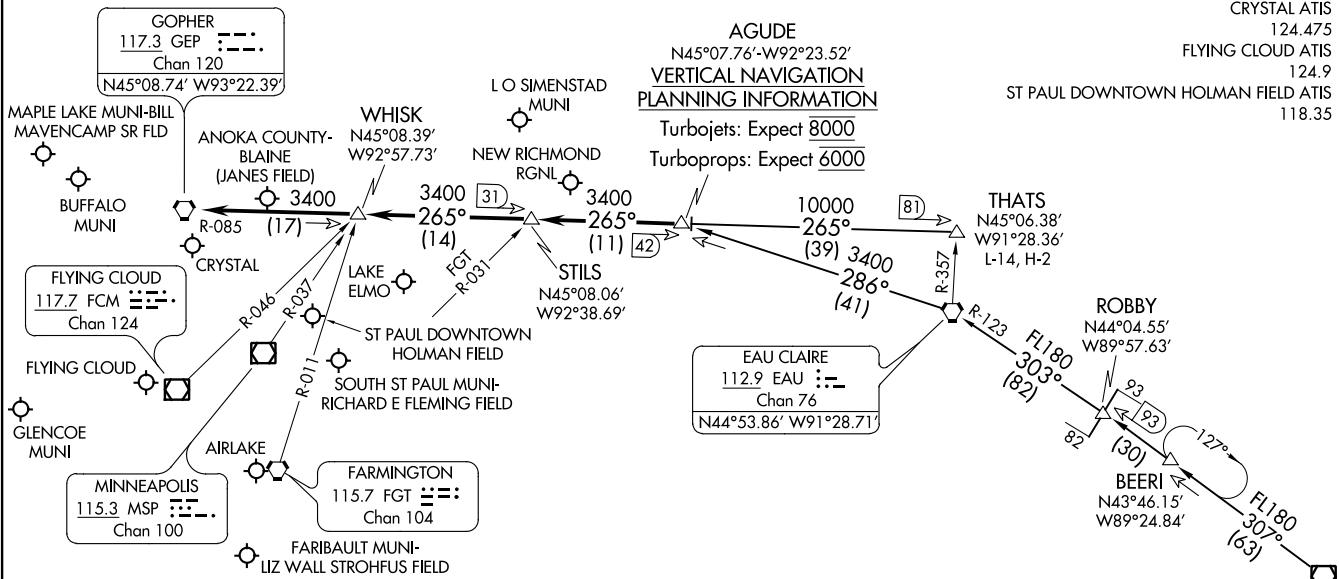 GOPHER
117.3 GEP
Chan 120
N45°08.74' W93°22.39'
CRYSTAL ATIS
124.475
FLYING CLOUD ATIS
124.9
ST PAUL DOWNTOWN HOLMAN FIELD ATIS
118.35
AGUDE
N45°07.76'-W92°23.52'
VERTICAL NAVIGATION
PLANNING INFORMATION
Turbojets: Expect 8000
Turboprops: Expect 6000
L O SIMENSTAD
MUNI
MAPLE LAKE MUNI-BILL
MAVENCAMP SR FLD
WHISK
N45°08.39'
W92°57.73'
ANOKA COUNTY-
BLAINE
(JANES FIELD)
NEW RICHMOND
RGNL
BUFFALO
MUNI
R-085
3400
(17)
3400
265°
(14)
31
3400
265°
(11)
42
10000
265°
(39)
81
THATS
N45°06.38'
W91°28.36'
L-14, H-2
CRYSTAL
LAKE
ELMO
FGT
R-031
STILS
N45°08.06'
W92°38.69'
3400
286°
(41)
R-357
FLYING CLOUD
117.7 FCM
Chan 124
R-046
R-037
R-011
ST PAUL DOWNTOWN
HOLMAN FIELD
FLYING CLOUD
SOUTH ST PAUL MUNI-
RICHARD E FLEMING FIELD
EAU CLAIRE
112.9 EAU
Chan 76
N44°53.86' W91°28.71'
R-123
FL180
303°
(82)
ROBBY
N44°04.55'
W89°57.63'
93
93
82
(30)
127°
BEERI
N43°46.15'
W89°24.84'
FL180
307°
(63)
GLENCOE
MUNI
AIRLAKE
MINNEAPOLIS
115.3 MSP
Chan 100
FARMINGTON
115.7 FGT
Chan 104
FARIBAULT MUNI-
LIZ WALL STROHFUS FIELD